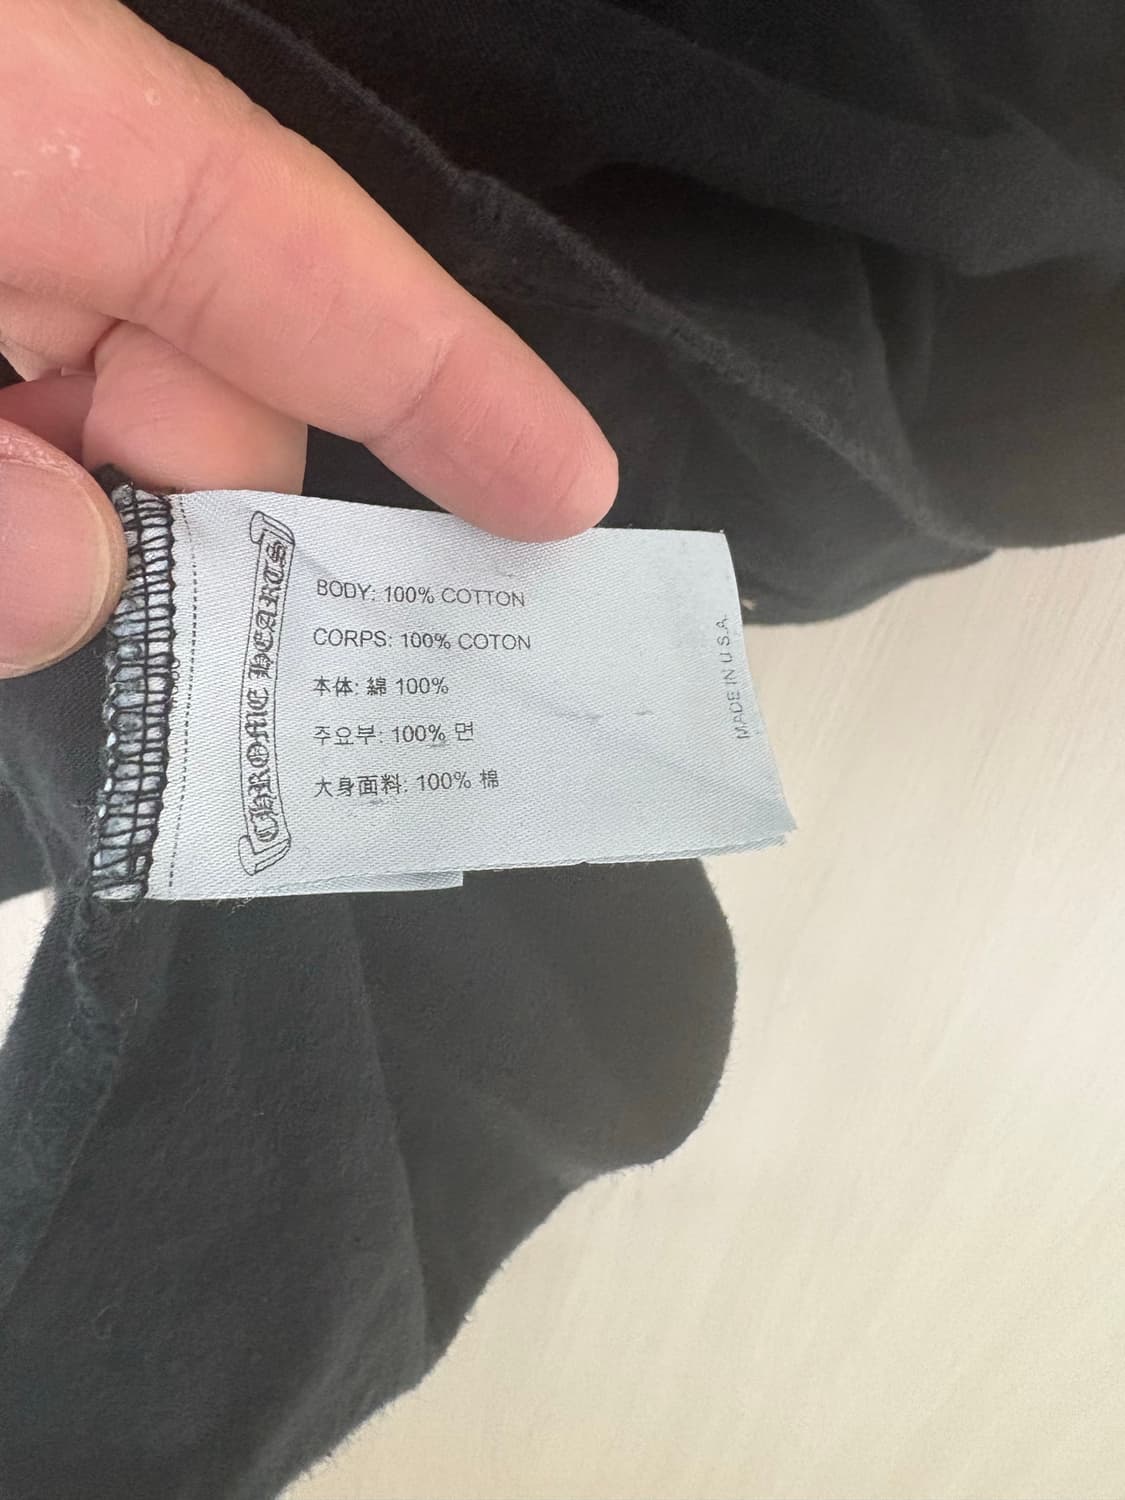 CHROME HEARTS
BODY: 100% COTTON
CORPS: 100% COTON
本体: 綿 100%
주요부: 100% 면
大身面料: 100% 棉
MADE IN U.S.A.